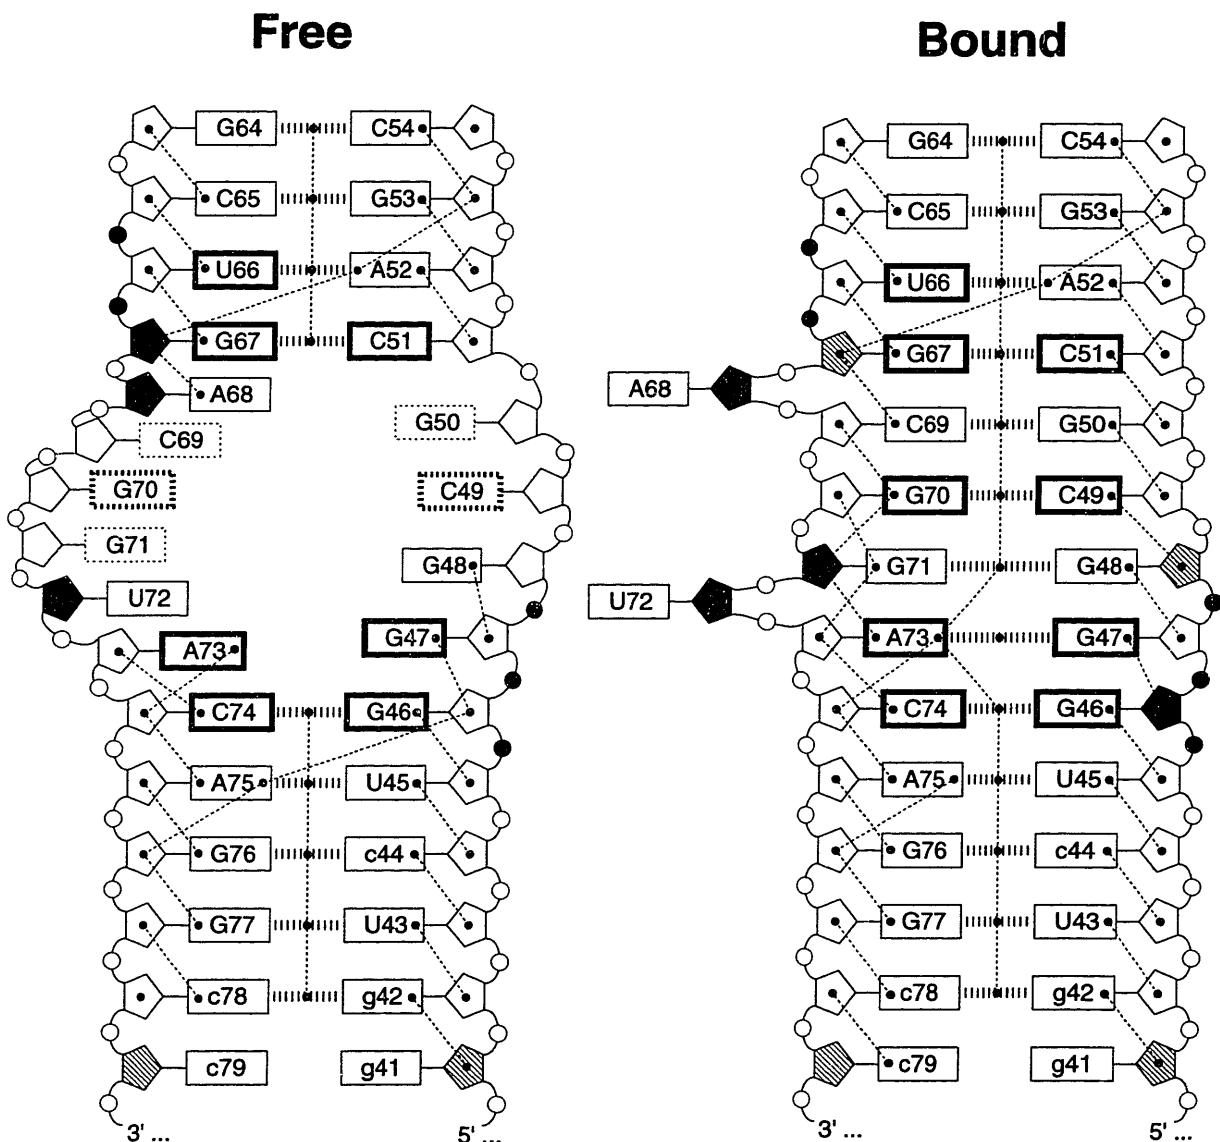 Free
G64 C54
C65 G53
U66 A52
G67 C51
A68
C69 G50
G70 C49
G71
G48
U72
A73 G47
C74 G46
A75 U45
G76 c44
G77 U43
c78 g42
c79 g41
3' ... 5' ...
Bound
G64 C54
C65 G53
U66 A52
G67 C51
A68
C69 G50
G70 C49
G71 G48
U72
A73 G47
C74 G46
A75 U45
G76 c44
G77 U43
c78 g42
c79 g41
3' ... 5' ...